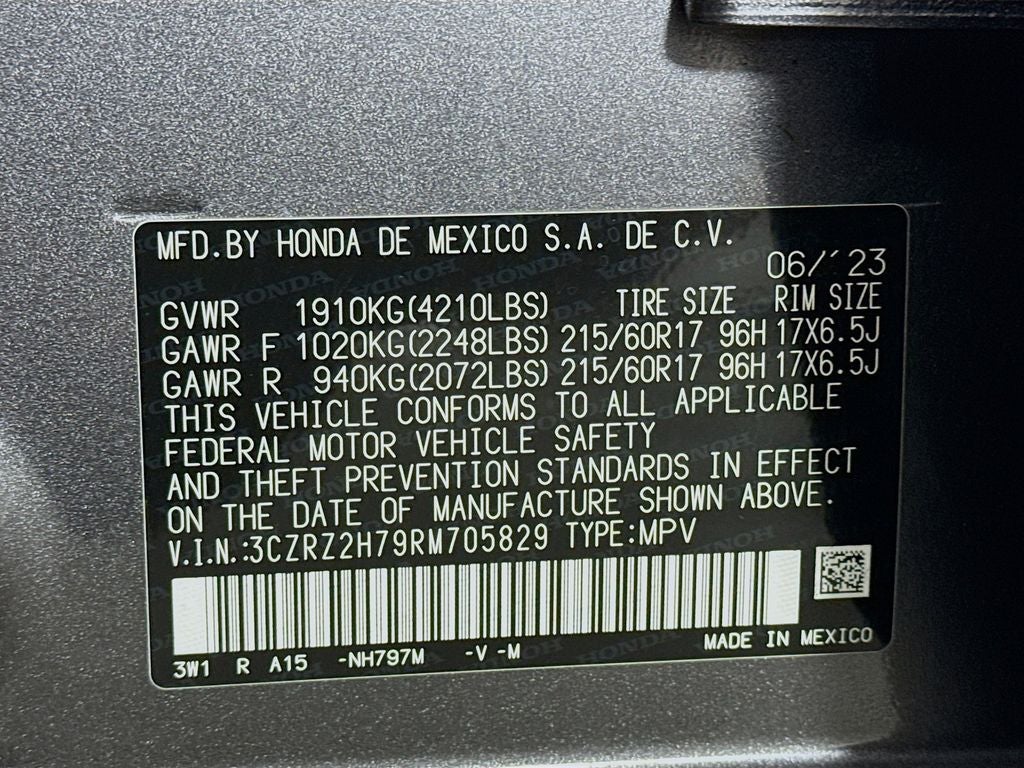 MFD.BY HONDA DE MEXICO S.A. DE C.V.
06/'23
GVWR 1910KG(4210LBS) TIRE SIZE RIM SIZE
GAWR F 1020KG(2248LBS) 215/60R17 96H 17X6.5J
GAWR R 940KG(2072LBS) 215/60R17 96H 17X6.5J
THIS VEHICLE CONFORMS TO ALL APPLICABLE
FEDERAL MOTOR VEHICLE SAFETY
AND THEFT PREVENTION STANDARDS IN EFFECT
ON THE DATE OF MANUFACTURE SHOWN ABOVE.
V.I.N.:3CZRZ2H79RM705829 TYPE:MPV
MADE IN MEXICO
3W1 R A15 -NH797M -V -M